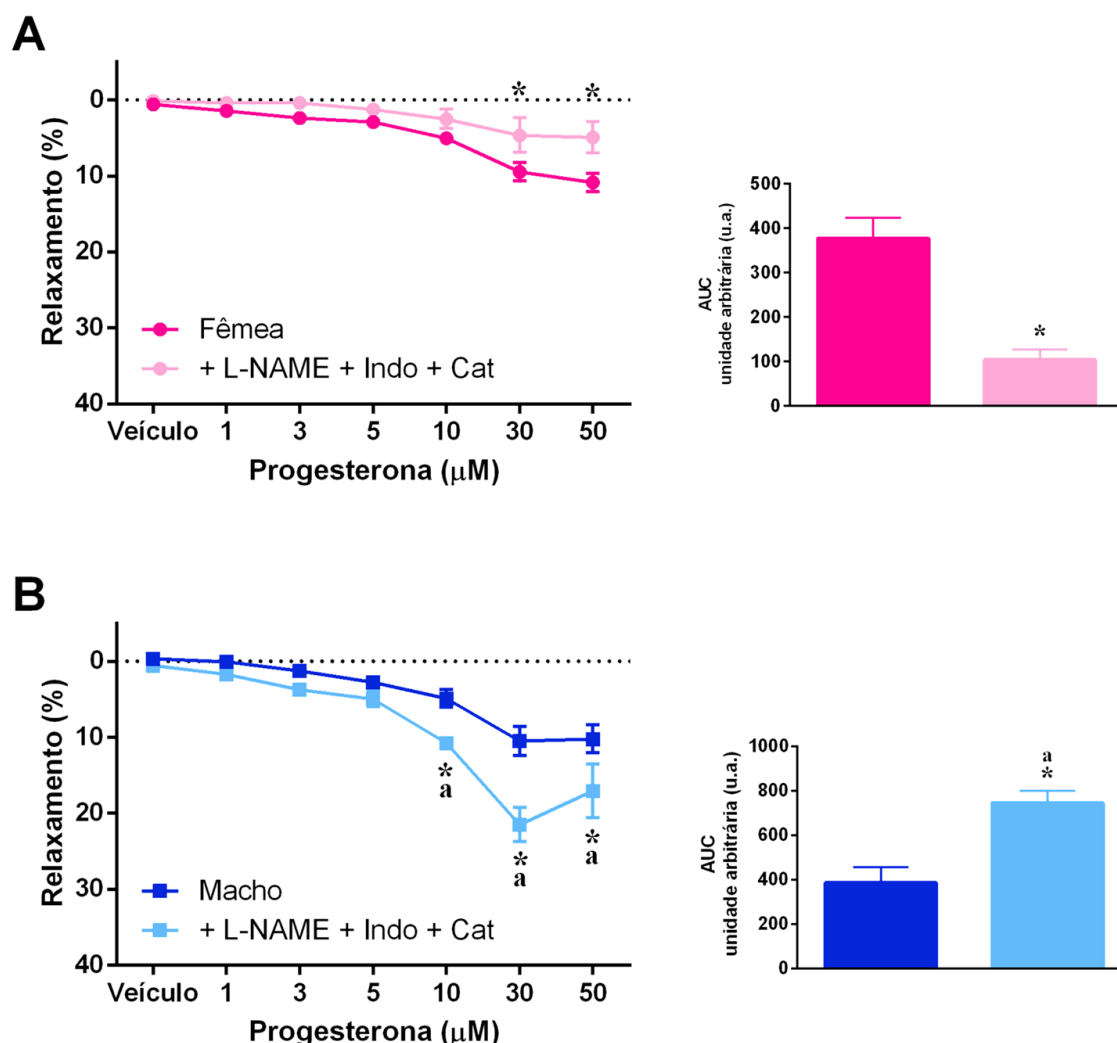 A
Relaxamento (%)
0
10
20
30
40
* *
Fêmea
+ L-NAME + Indo + Cat
Veículo 1 3 5 10 30 50
Progesterona (µM)
AUC
unidade arbitrária (u.a.)
500
400
300
200
100
0
*
B
Relaxamento (%)
0
10
20
30
40
*
a
*
a
*
a
Macho
+ L-NAME + Indo + Cat
Veículo 1 3 5 10 30 50
Progesterona (µM)
AUC
unidade arbitrária (u.a.)
1000
800
600
400
200
0
a
*